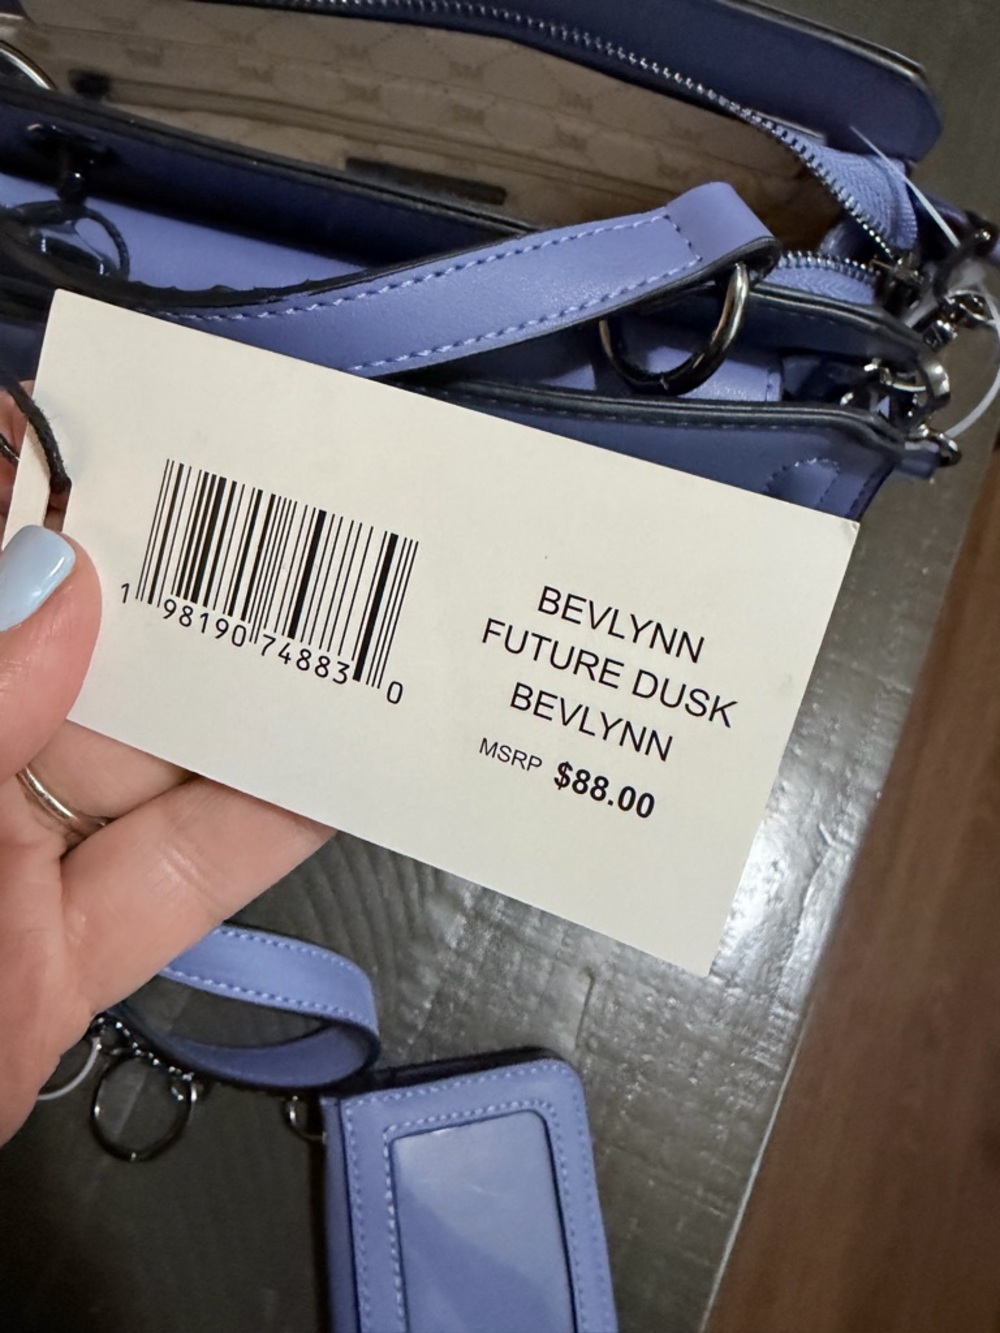 BEVLYNN
FUTURE DUSK
BEVLYNN
MSRP $88.00
1 98190 74883 0